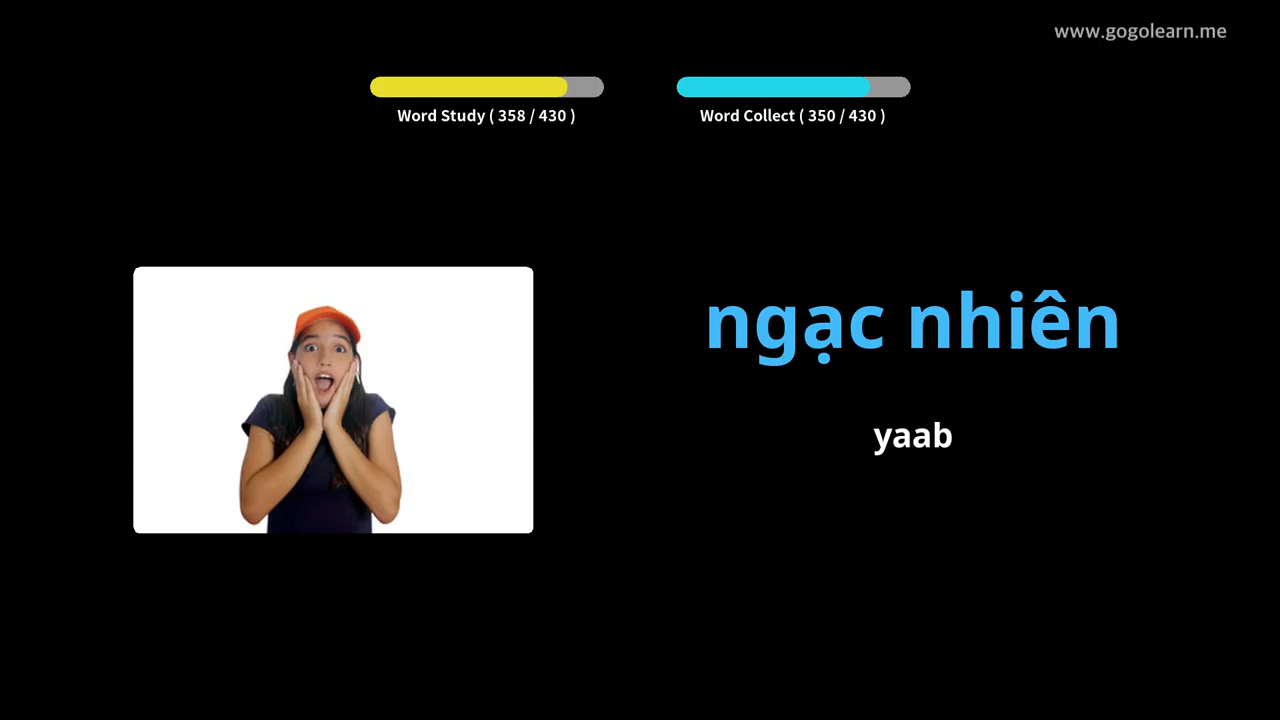 www.gogolearn.me
Word Study ( 358 / 430 )
Word Collect ( 350 / 430 )
ngạc nhiên
yaab